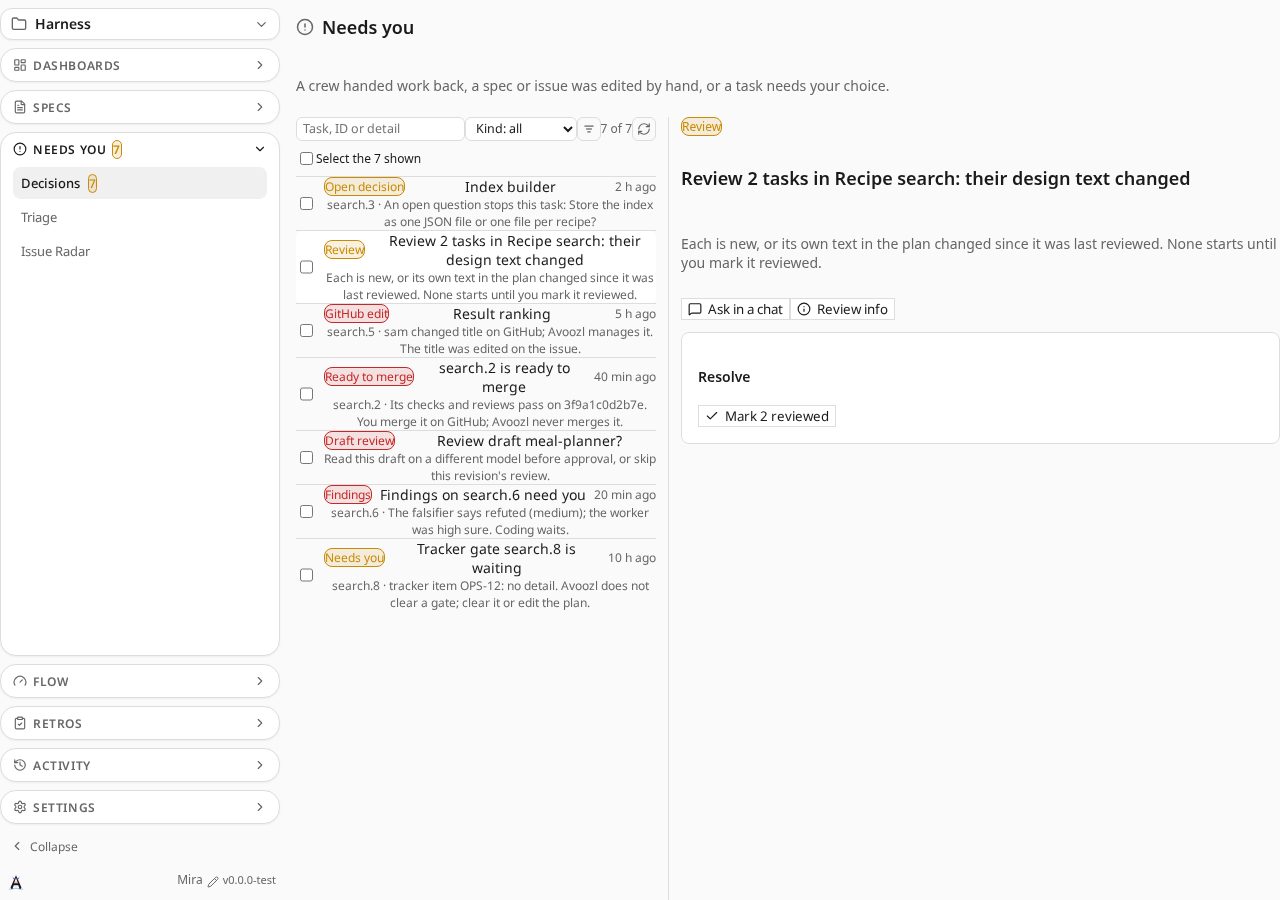 Harness
DASHBOARDS
SPECS
NEEDS YOU 7
Decisions 7
Triage
Issue Radar
FLOW
RETROS
ACTIVITY
SETTINGS
Collapse
A
Mira v0.0.0-test
Needs you
A crew handed work back, a spec or issue was edited by hand, or a task needs your choice.
Task, ID or detail Kind: all 7 of 7
Select the 7 shown
Open decision Index builder 2 h ago
search.3 · An open question stops this task: Store the index
as one JSON file or one file per recipe?
Review Review 2 tasks in Recipe search: their
design text changed
Each is new, or its own text in the plan changed since it was
last reviewed. None starts until you mark it reviewed.
GitHub edit Result ranking 5 h ago
search.5 · sam changed title on GitHub; Avoozl manages it.
The title was edited on the issue.
Ready to merge search.2 is ready to
merge 40 min ago
search.2 · Its checks and reviews pass on 3f9a1c0d2b7e.
You merge it on GitHub; Avoozl never merges it.
Draft review Review draft meal-planner?
Read this draft on a different model before approval, or skip
this revision's review.
Findings Findings on search.6 need you 20 min ago
search.6 · The falsifier says refuted (medium); the worker
was high sure. Coding waits.
Needs you Tracker gate search.8 is
waiting 10 h ago
search.8 · tracker item OPS-12: no detail. Avoozl does not
clear a gate; clear it or edit the plan.
Review
Review 2 tasks in Recipe search: their design text changed
Each is new, or its own text in the plan changed since it was last reviewed. None starts until
you mark it reviewed.
Ask in a chat Review info
Resolve
Mark 2 reviewed